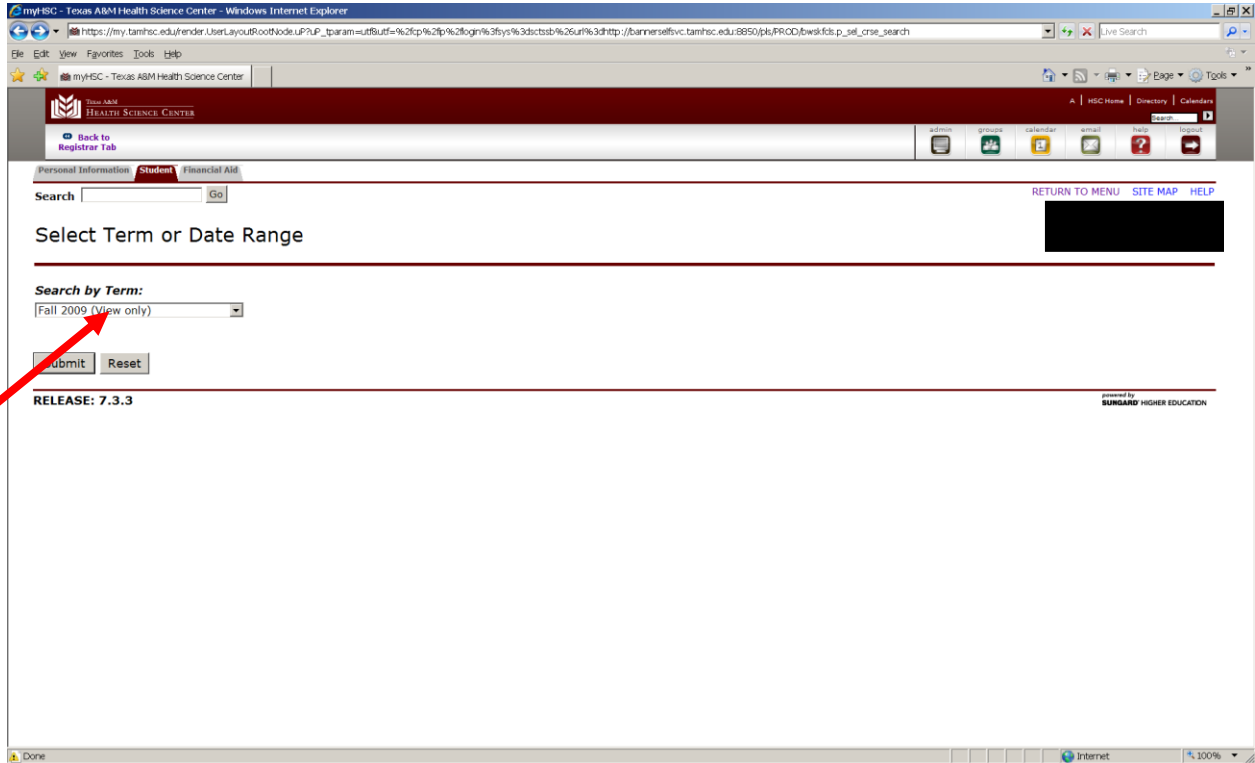 myHSC - Texas A&M Health Science Center - Windows Internet Explorer
https://my.tamhsc.edu/render.UserLayoutRootNode.uP?uP_tparam=utf&utf=%2fcp%2fip%2flogin%3fsys%3dsctssb%26url%3dhttp://bannerselfsvc.tamhsc.edu:8850/pls/PROD/bwskfcls.p_sel_crse_search
Live Search
File Edit View Favorites Tools Help
myHSC - Texas A&M Health Science Center
Page Tools
Texas A&M
Health Science Center
A | HSC Home | Directory | Calendars
Search...
Back to
Registrar Tab
admin groups calendar email help logout
Personal Information Student Financial Aid
Search Go
RETURN TO MENU SITE MAP HELP
Select Term or Date Range
Search by Term:
Fall 2009 (View only)
Submit Reset
RELEASE: 7.3.3
powered by
SUNGARD® HIGHER EDUCATION
Done Internet 100%